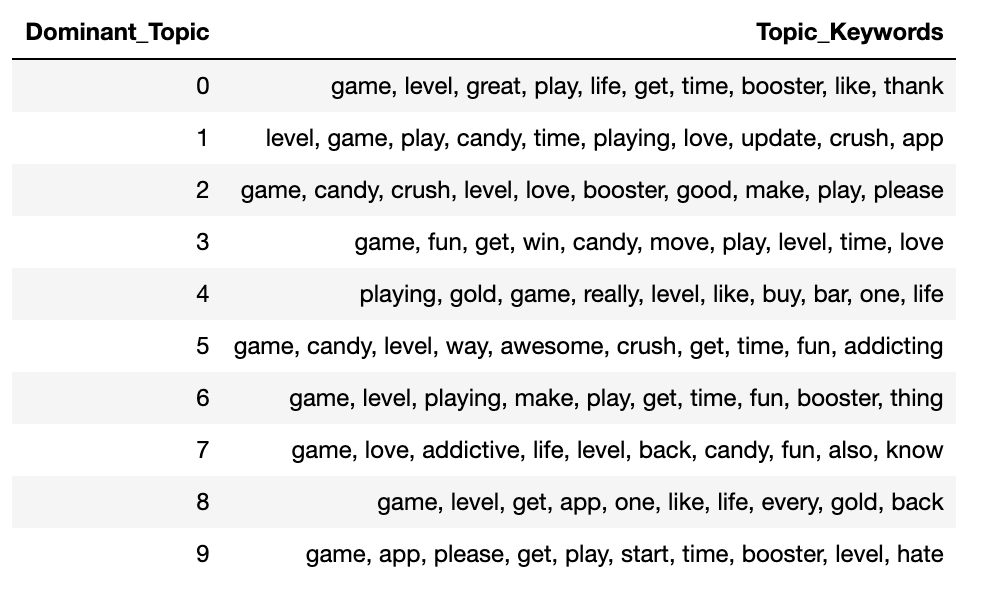 Dominant_Topic Topic_Keywords
0 game, level, great, play, life, get, time, booster, like, thank
1 level, game, play, candy, time, playing, love, update, crush, app
2 game, candy, crush, level, love, booster, good, make, play, please
3 game, fun, get, win, candy, move, play, level, time, love
4 playing, gold, game, really, level, like, buy, bar, one, life
5 game, candy, level, way, awesome, crush, get, time, fun, addicting
6 game, level, playing, make, play, get, time, fun, booster, thing
7 game, love, addictive, life, level, back, candy, fun, also, know
8 game, level, get, app, one, like, life, every, gold, back
9 game, app, please, get, play, start, time, booster, level, hate